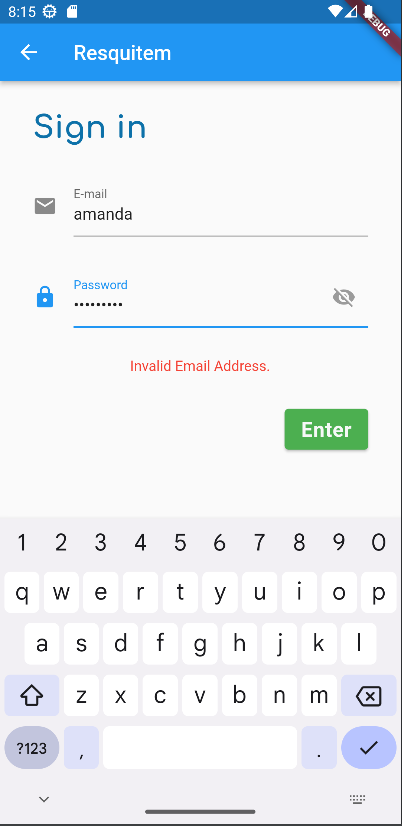 8:15
DEBUG
Resquitem
Sign in
E-mail
amanda
Password
•••••••••
Invalid Email Address.
Enter
1 2 3 4 5 6 7 8 9 0
q w e r t y u i o p
a s d f g h j k l
z x c v b n m
?123 , .